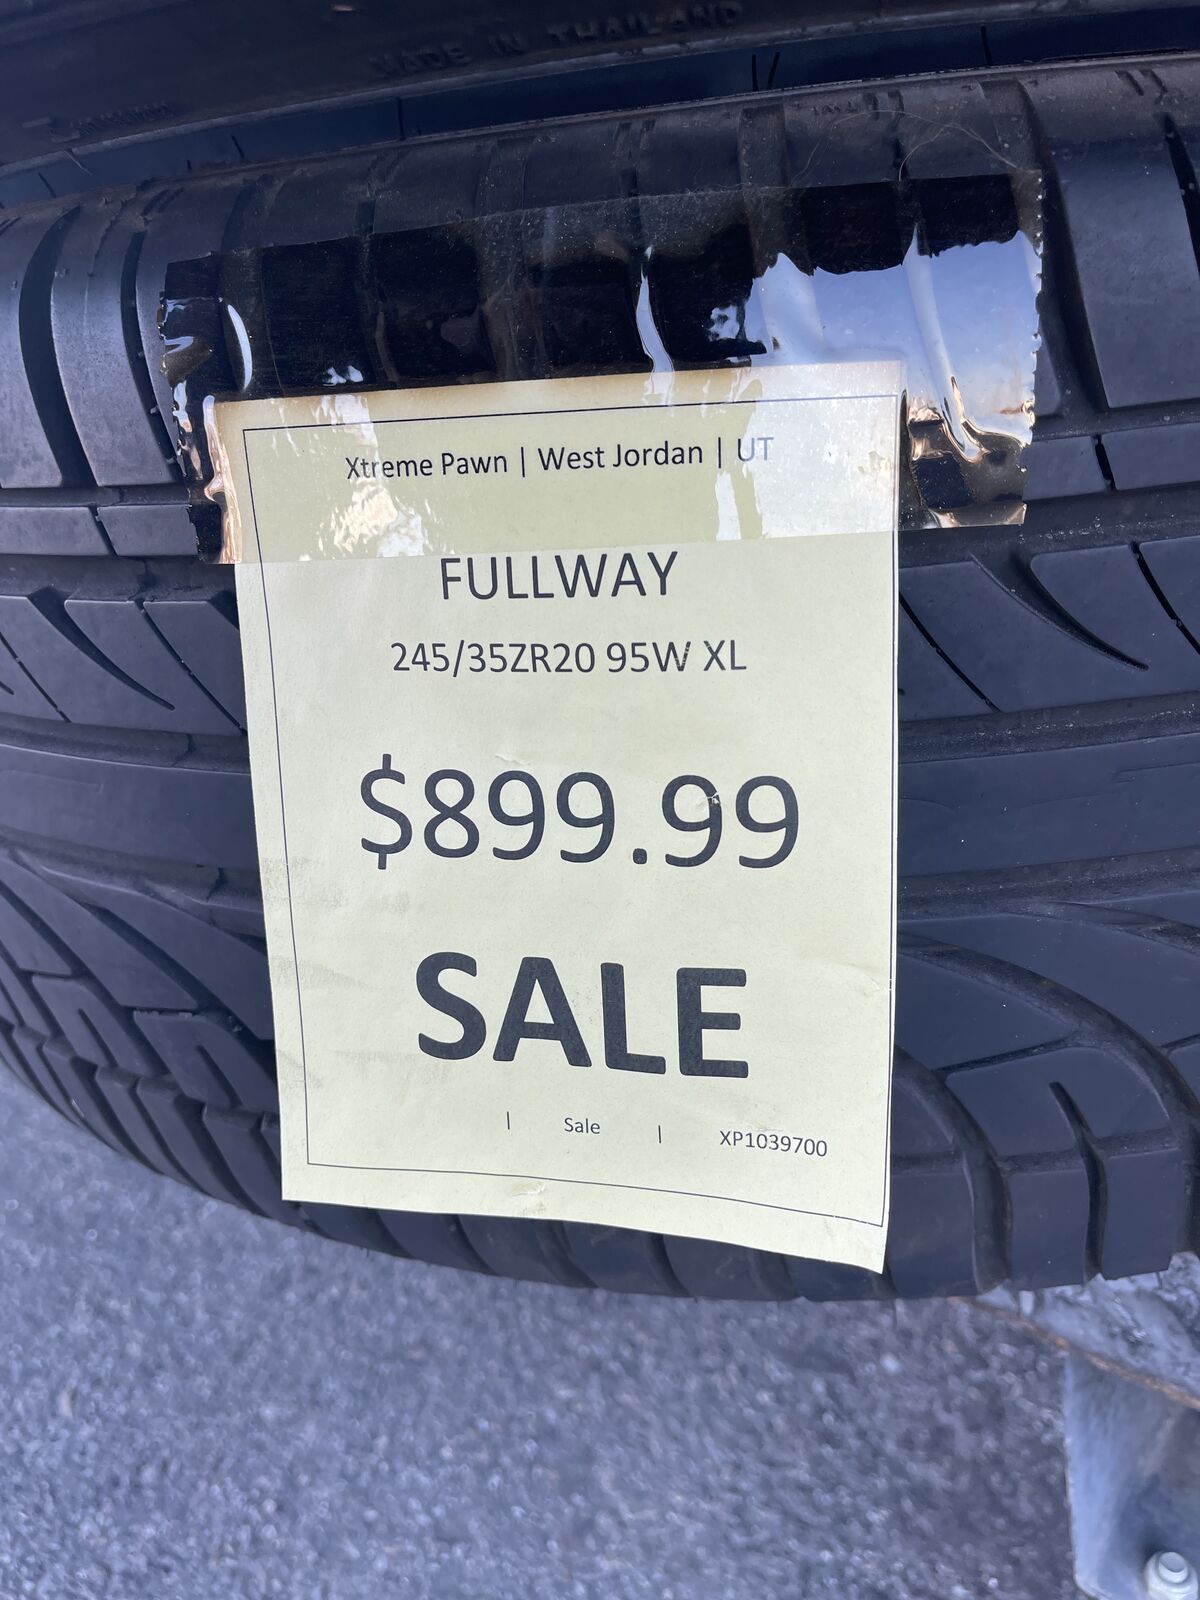 MADE IN THAILAND
Xtreme Pawn | West Jordan | UT
FULLWAY
245/35ZR20 95W XL
$899.99
SALE
| Sale | XP1039700